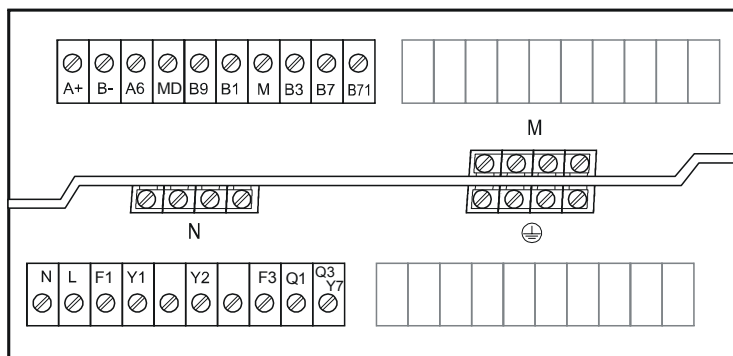 A+ B- A6 MD B9 B1 M B3 B7 B71
M
N
N L F1 Y1 Y2 F3 Q1 Q3
Y7